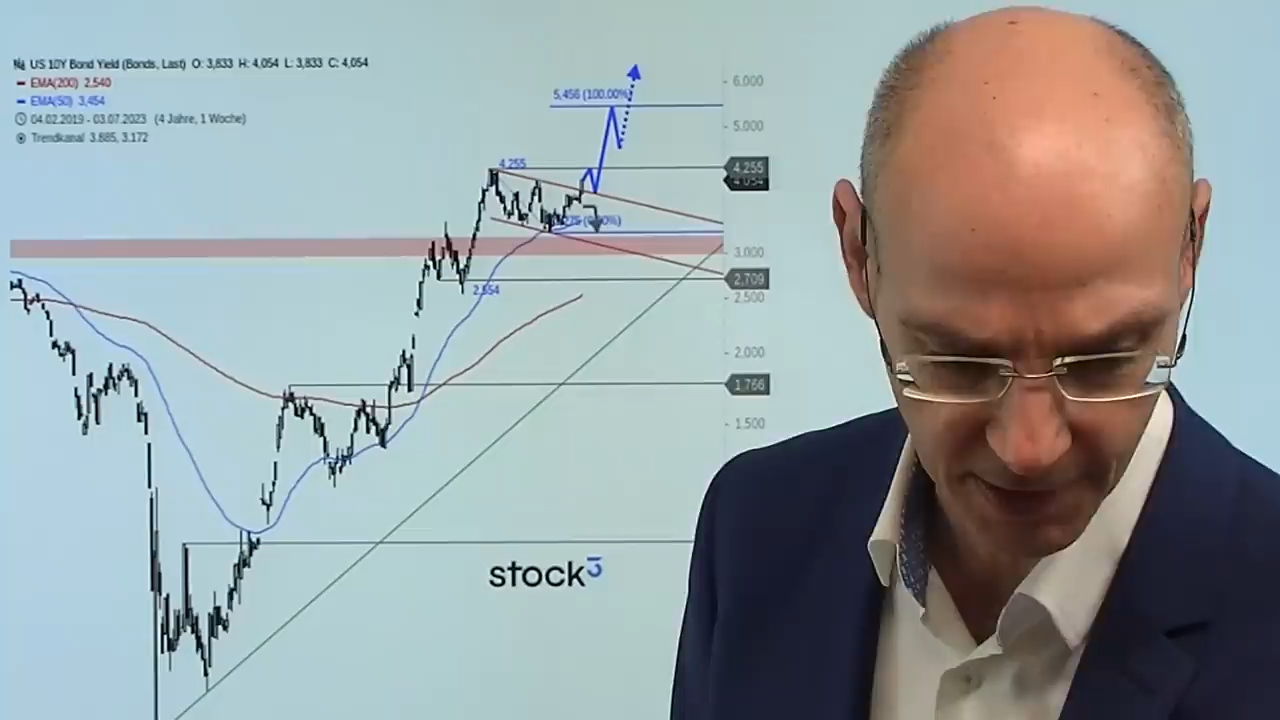 US 10Y Bond Yield (Bonds, Last) O: 3,833 H: 4,054 L: 3,833 C: 4,054
EMA(200) 2,540
EMA(50) 3,454
04.02.2019 - 03.07.2023 (4 Jahre, 1 Woche)
Trendkanal 3.885, 3.172
6,000
5,456 (100.00%)
5,000
4.255
4.255
4,054
3,000
2,709
2,500
2,000
1,766
1,500
stock3